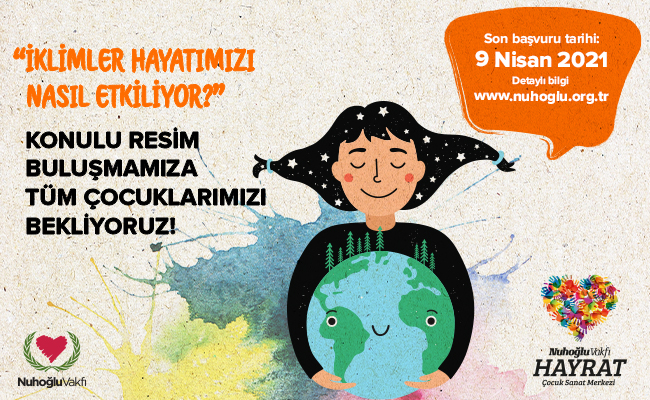 “İKLİMLER HAYATIMIZI
NASIL ETKİLİYOR?”
KONULU RESİM
BULUŞMAMIZA
TÜM ÇOCUKLARIMIZI
BEKLİYORUZ!
Son başvuru tarihi:
9 Nisan 2021
Detaylı bilgi
www.nuhoglu.org.tr
NuhoğluVakfı
NuhoğluVakfı
HAYRAT
Çocuk Sanat Merkezi